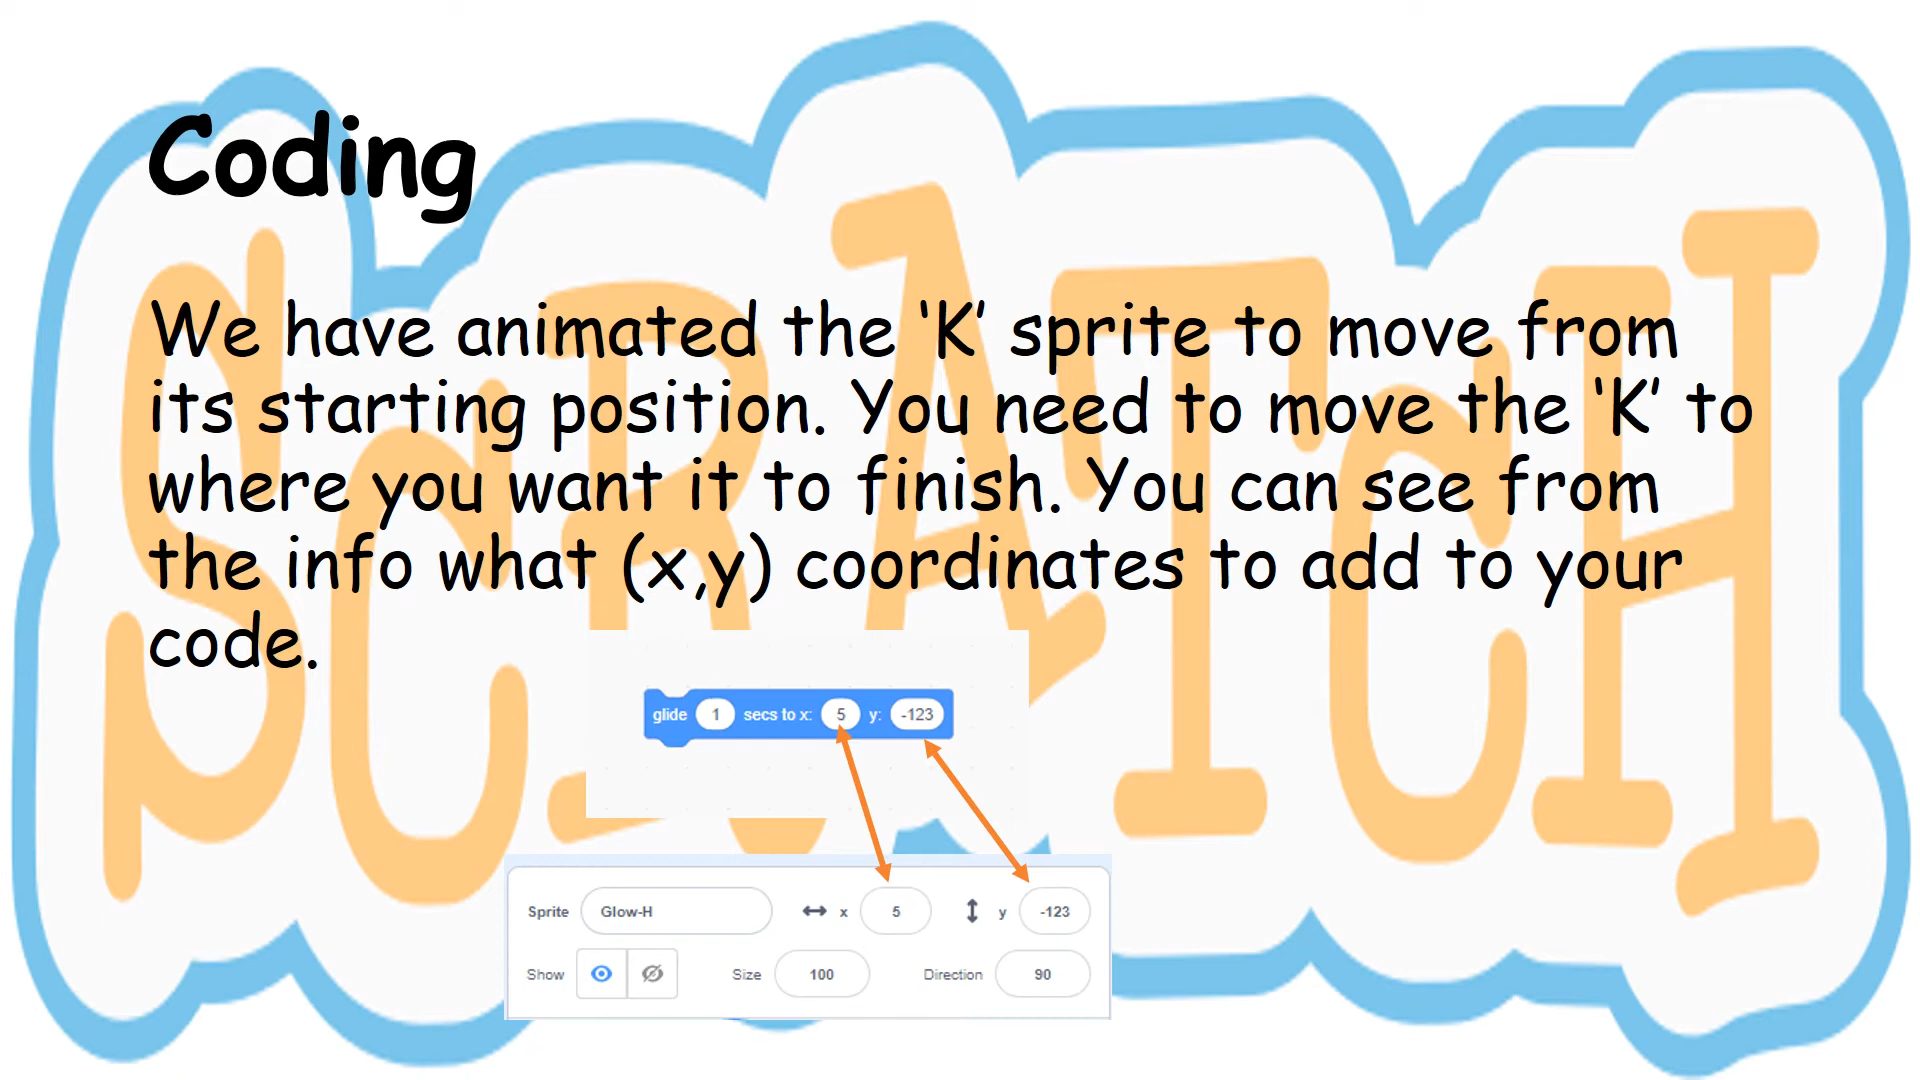 Coding
We have animated the ‘K’ sprite to move from
its starting position. You need to move the ‘K’ to
where you want it to finish. You can see from
the info what (x,y) coordinates to add to your
code.
glide 1 secs to x: 5 y: -123
Sprite Glow-H x 5 y -123
Show Size 100 Direction 90
SCRATCH